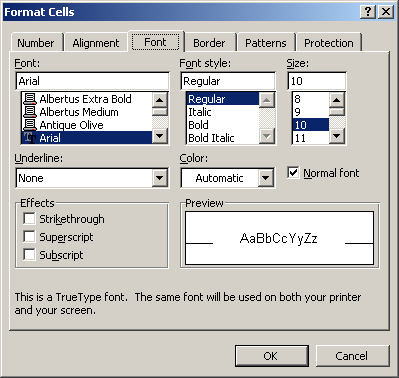 Format Cells
Number Alignment Font Border Patterns Protection
Font: Font style: Size:
Arial Regular 10
Albertus Extra Bold Regular 8
Albertus Medium Italic 9
Antique Olive Bold 10
Arial Bold Italic 11
Underline: Color:
None Automatic Normal font
Effects Preview
Strikethrough
Superscript AaBbCcYyZz
Subscript
This is a TrueType font. The same font will be used on both your printer
and your screen.
OK Cancel